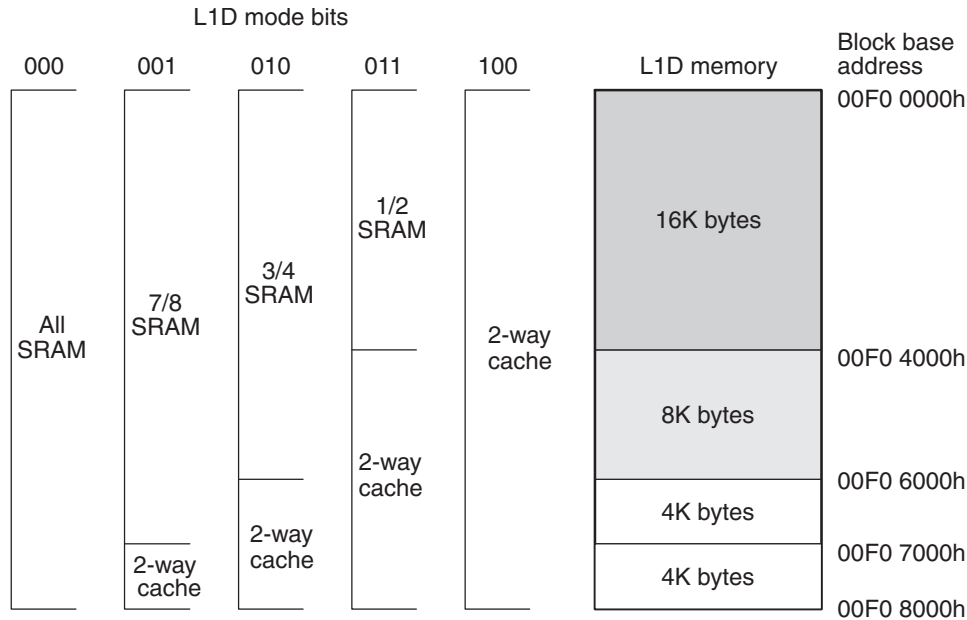 L1D mode bits
000 001 010 011 100 L1D memory Block base
address
00F0 0000h
1/2
SRAM
16K bytes
3/4
SRAM
7/8
SRAM
All
SRAM
2-way
cache
00F0 4000h
8K bytes
2-way
cache
00F0 6000h
4K bytes
2-way
cache
00F0 7000h
2-way
cache
4K bytes
00F0 8000h